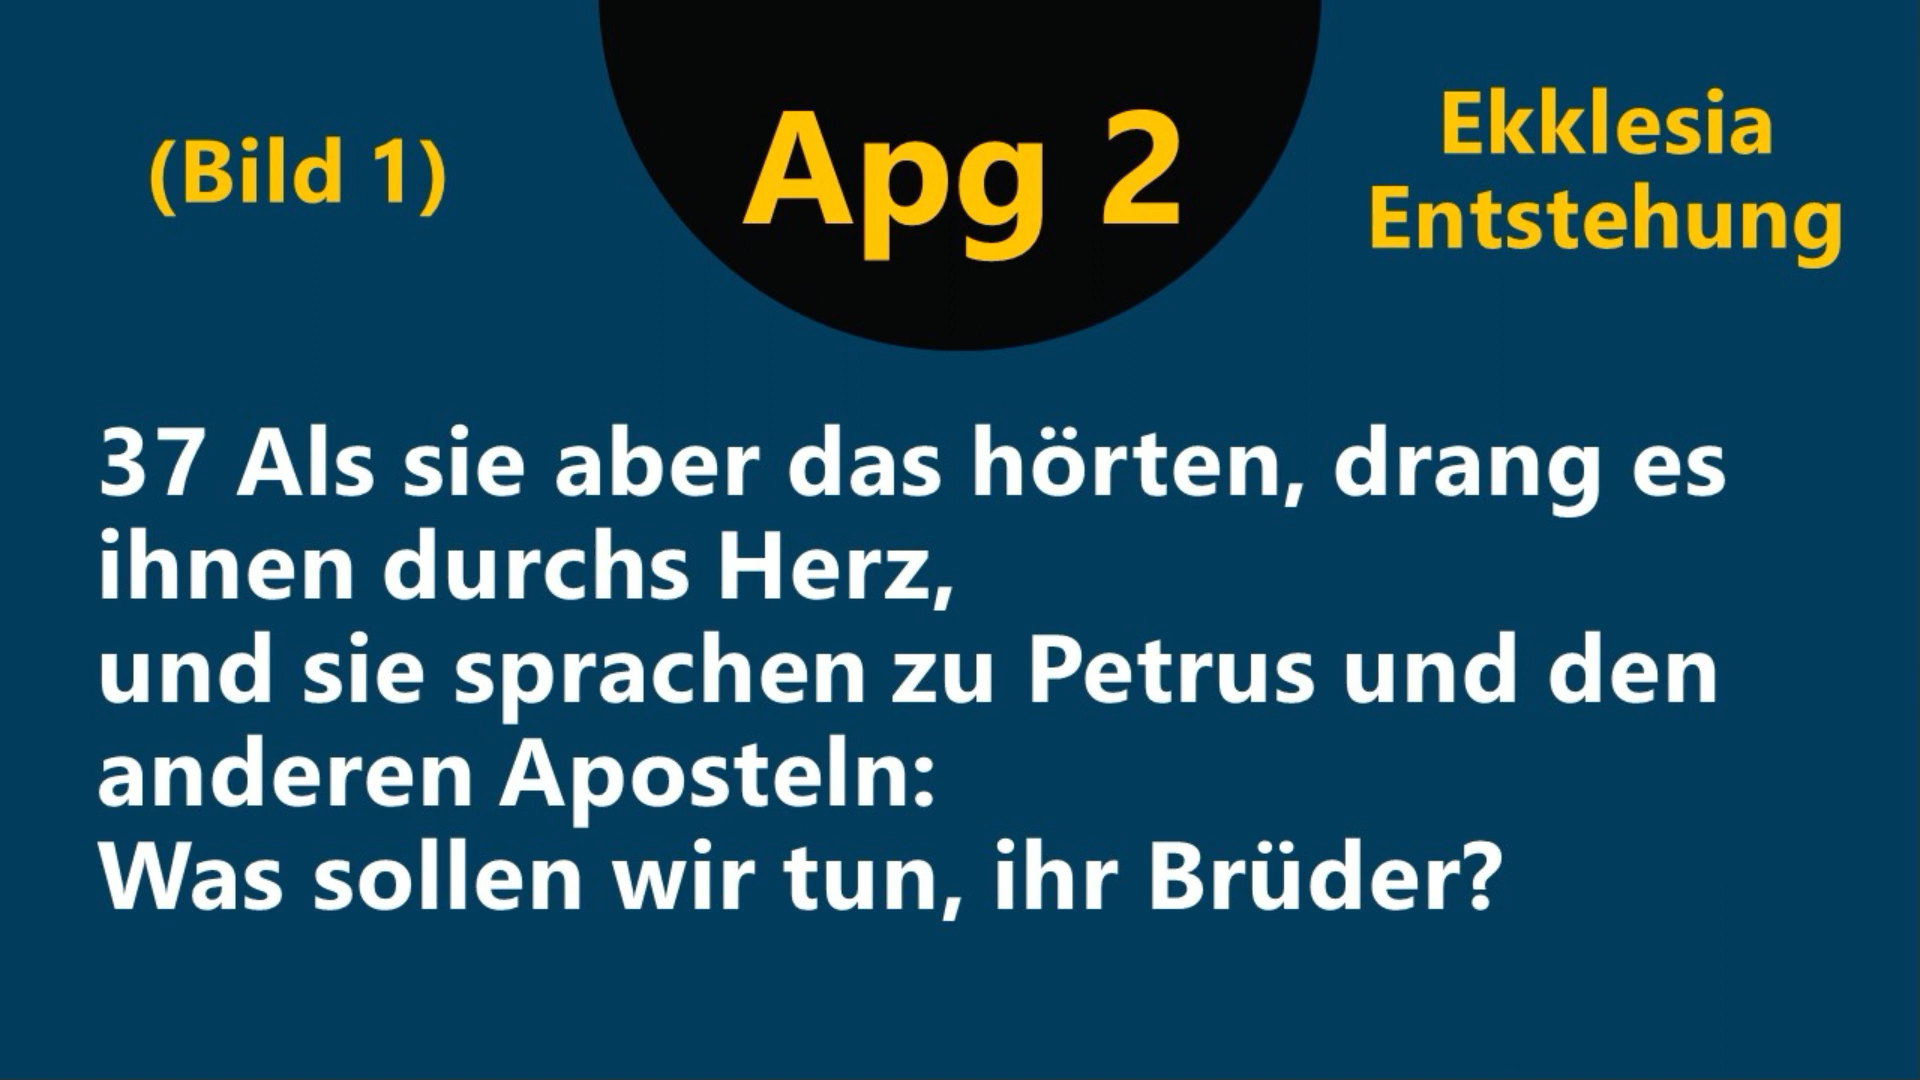 (Bild 1)
Apg 2
Ekklesia
Entstehung
37 Als sie aber das hörten, drang es
ihnen durchs Herz,
und sie sprachen zu Petrus und den
anderen Aposteln:
Was sollen wir tun, ihr Brüder?